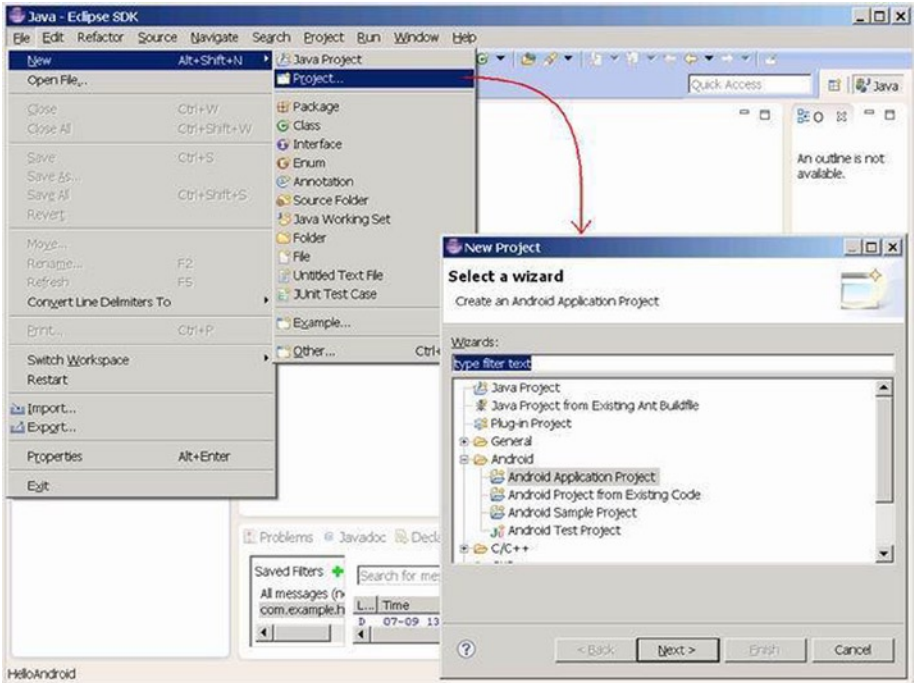 Java - Eclipse SDK
File Edit Refactor Source Navigate Search Project Run Window Help
New Alt+Shift+N
Open File...
Close Ctrl+W
Close All Ctrl+Shift+W
Save Ctrl+S
Save As...
Save All Ctrl+Shift+S
Revert
Move...
Rename... F2
Refresh F5
Convert Line Delimiters To
Print... Ctrl+P
Switch Workspace
Restart
Import...
Export...
Properties Alt+Enter
Exit
Java Project
Project...
Package
Class
Interface
Enum
Annotation
Source Folder
Java Working Set
Folder
File
Untitled Text File
JUnit Test Case
Example...
Other... Ctrl+
Quick Access
Java
O
An outline is not
available.
New Project
Select a wizard
Create an Android Application Project
Wizards:
type filter text
Java Project
Java Project from Existing Ant Buildfile
Plug-in Project
General
Android
Android Application Project
Android Project from Existing Code
Android Sample Project
Android Test Project
C/C++
< Back Next > Finish Cancel
Problems @ Javadoc Decla
Saved Filters
Search for mes
All messages (n
com.example.h
L... Time
D 07-09 13
HelloAndroid